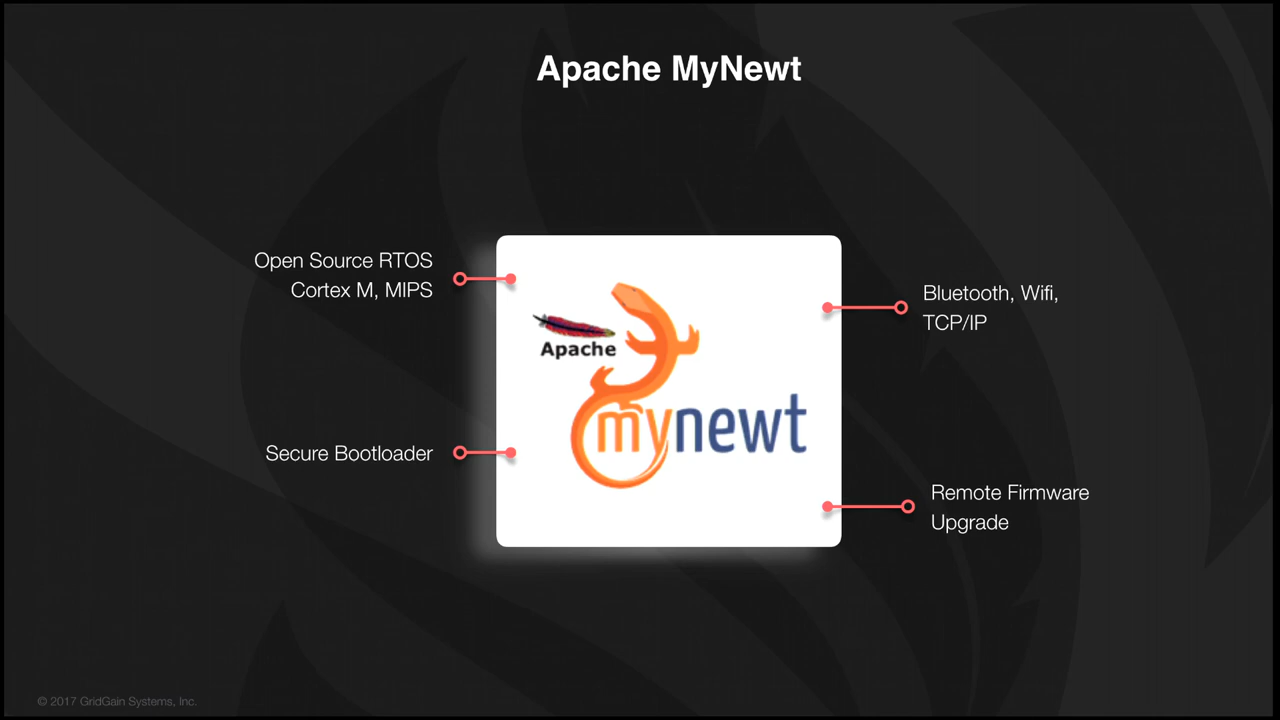 Apache MyNewt
Open Source RTOS
Cortex M, MIPS
Bluetooth, Wifi,
TCP/IP
Apache
mynewt
Secure Bootloader
Remote Firmware
Upgrade
© 2017 GridGain Systems, Inc.